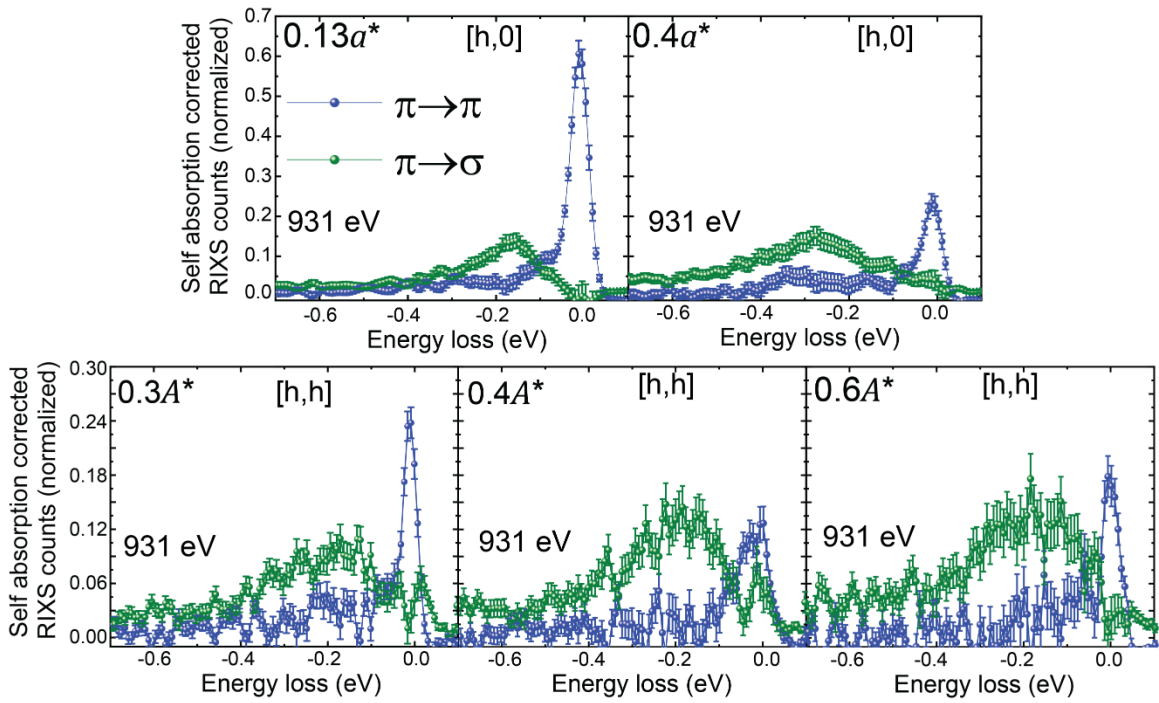 0.13a* [h,0] 0.4a* [h,0]
π→π
π→σ
931 eV 931 eV
Self absorption corrected
RIXS counts (normalized)
0.7
0.6
0.5
0.4
0.3
0.2
0.1
0.0
-0.6 -0.4 -0.2 0.0 -0.6 -0.4 -0.2 0.0
Energy loss (eV) Energy loss (eV)
0.3A* [h,h] 0.4A* [h,h] 0.6A* [h,h]
931 eV 931 eV 931 eV
Self absorption corrected
RIXS counts (normalized)
0.30
0.24
0.18
0.12
0.06
0.00
-0.6 -0.4 -0.2 0.0 -0.6 -0.4 -0.2 0.0 -0.6 -0.4 -0.2 0.0
Energy loss (eV) Energy loss (eV) Energy loss (eV)